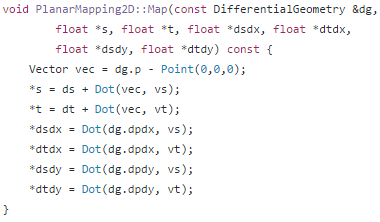 void PlanarMapping2D::Map(const DifferentialGeometry &dg,
float *s, float *t, float *dsdx, float *dtdx,
float *dsdy, float *dtdy) const {
Vector vec = dg.p - Point(0,0,0);
*s = ds + Dot(vec, vs);
*t = dt + Dot(vec, vt);
*dsdx = Dot(dg.dpdx, vs);
*dtdx = Dot(dg.dpdx, vt);
*dsdy = Dot(dg.dpdy, vs);
*dtdy = Dot(dg.dpdy, vt);
}